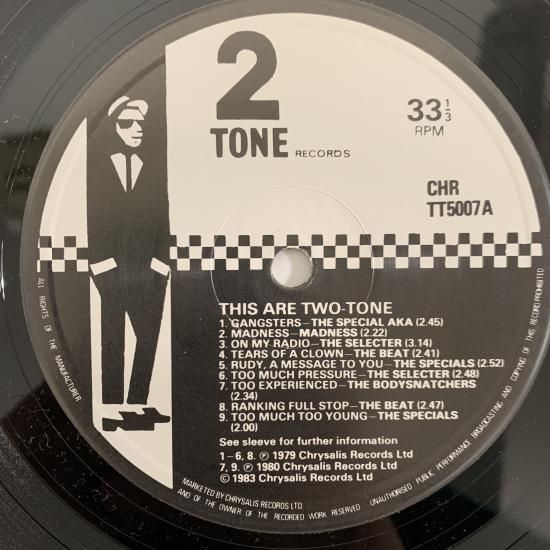 2
TONE RECORDS
33 1/3
RPM
CHR
TT5007A
THIS ARE TWO-TONE
1. GANGSTERS—THE SPECIAL AKA (2.45)
2. MADNESS—MADNESS (2.22)
3. ON MY RADIO—THE SELECTER (3.14)
4. TEARS OF A CLOWN—THE BEAT (2.41)
5. RUDY, A MESSAGE TO YOU—THE SPECIALS (2.52)
6. TOO MUCH PRESSURE—THE SELECTER (2.48)
7. TOO EXPERIENCED—THE BODYSNATCHERS
(2.34)
8. RANKING FULL STOP—THE BEAT (2.47)
9. TOO MUCH TOO YOUNG—THE SPECIALS
(2.00)
See sleeve for further information
1–6, 8. ℗ 1979 Chrysalis Records Ltd
7, 9. ℗ 1980 Chrysalis Records Ltd
© 1983 Chrysalis Records Ltd
MARKETED BY CHRYSALIS RECORDS LTD
ALL RIGHTS OF THE MANUFACTURER
AND OF THE OWNER OF THE RECORDED WORK RESERVED
UNAUTHORISED PUBLIC PERFORMANCE BROADCASTING AND COPYING OF THIS RECORD PROHIBITED